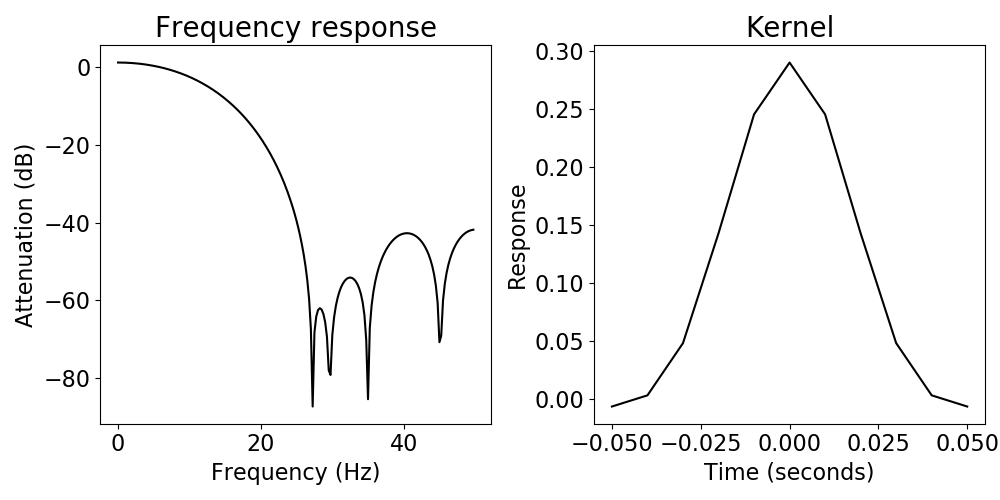 Frequency response
0
−20
−40
−60
−80
Attenuation (dB)
0 20 40
Frequency (Hz)
Kernel
0.30
0.25
0.20
0.15
0.10
0.05
0.00
Response
−0.050 −0.025 0.000 0.025 0.050
Time (seconds)